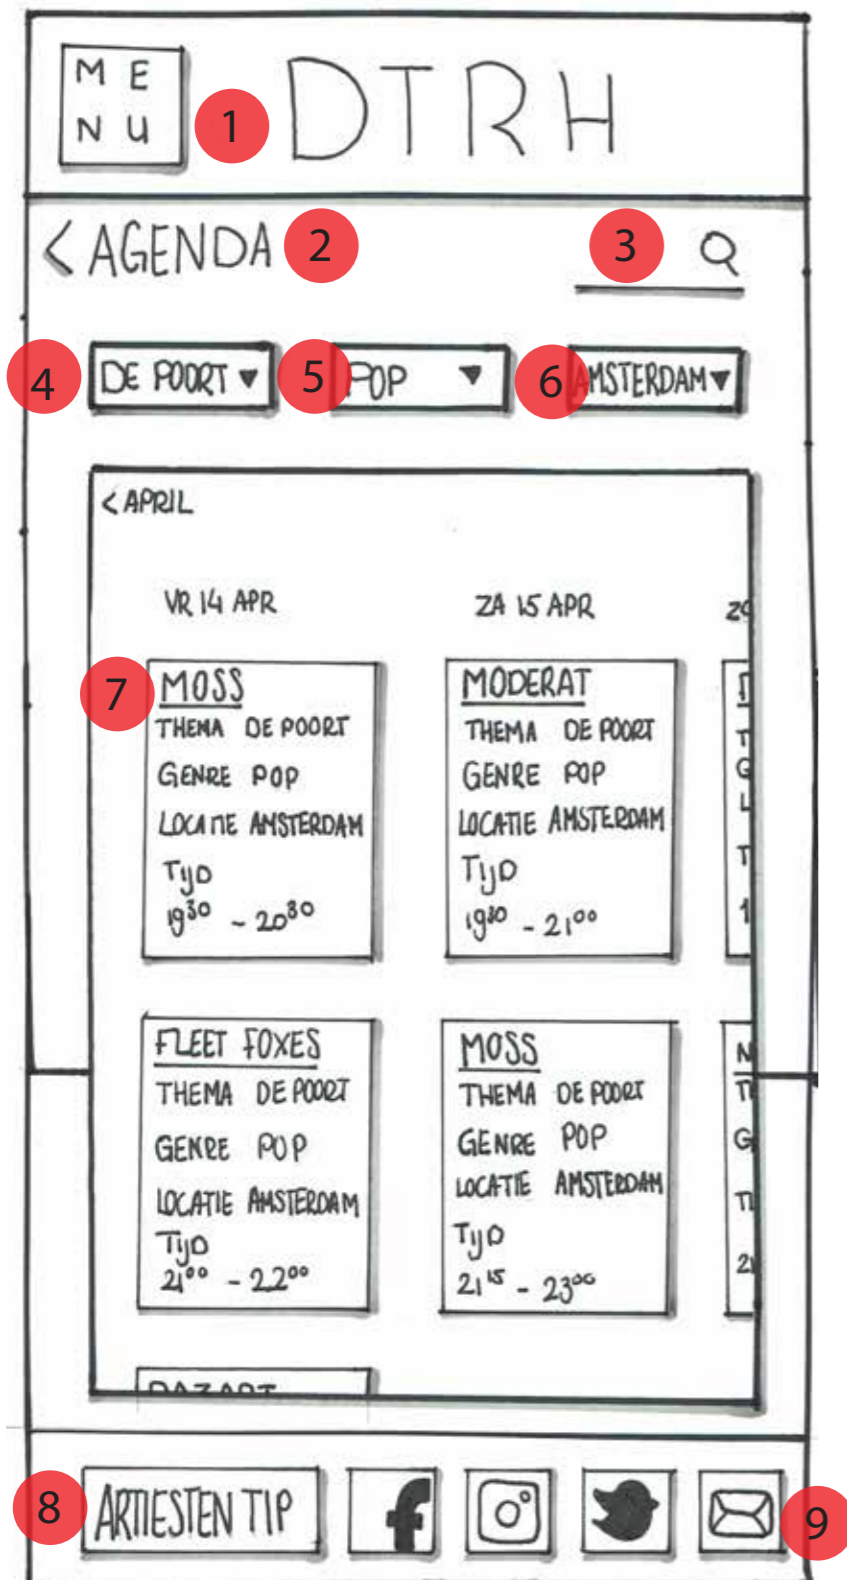 ME
NU
1
DTRH
< AGENDA
2
3
4
DE POORT ▼
5
POP ▼
6
AMSTERDAM ▼
< APRIL
VR 14 APR
ZA 15 APR
7
MOSS
THEMA DE POORT
GENRE POP
LOCATIE AMSTERDAM
TIJD
19³⁰ - 20³⁰
MODERAT
THEMA DE POORT
GENRE POP
LOCATIE AMSTERDAM
TIJD
19³⁰ - 21⁰⁰
FLEET FOXES
THEMA DE POORT
GENRE POP
LOCATIE AMSTERDAM
TIJD
21⁰⁰ - 22⁰⁰
MOSS
THEMA DE POORT
GENRE POP
LOCATIE AMSTERDAM
TIJD
21¹⁵ - 23⁰⁰
8
ARTIESTEN TIP
f
9